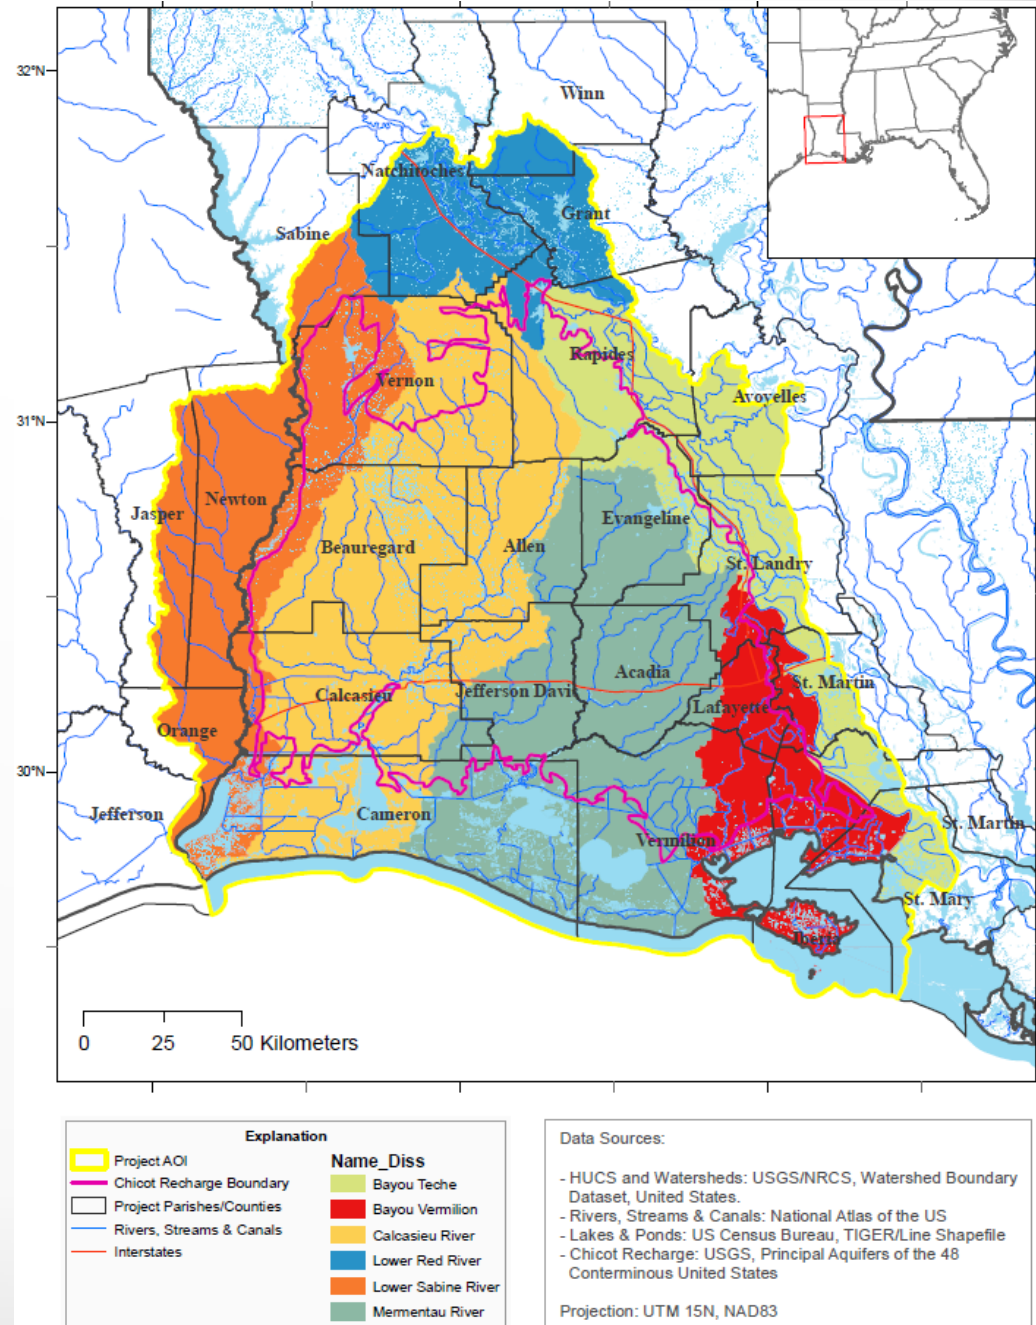 32°N
Winn
Natchitoches
Grant
Sabine
Rapides
Vernon
31°N
Avoyelles
Newton
Jasper
Evangeline
Beauregard
Allen
St. Landry
Acadia
St. Martin
Calcasieu
Jefferson Davis
Lafayette
Orange
30°N
Jefferson
Cameron
St. Martin
Vermilion
St. Mary
Iberia
0 25 50 Kilometers
Explanation
Project AOI
Chicot Recharge Boundary
Project Parishes/Counties
Rivers, Streams & Canals
Interstates
Name_Diss
Bayou Teche
Bayou Vermilion
Calcasieu River
Lower Red River
Lower Sabine River
Mermentau River
Data Sources:
- HUCS and Watersheds: USGS/NRCS, Watershed Boundary
Dataset, United States.
- Rivers, Streams & Canals: National Atlas of the US
- Lakes & Ponds: US Census Bureau, TIGER/Line Shapefile
- Chicot Recharge: USGS, Principal Aquifers of the 48
Conterminous United States
Projection: UTM 15N, NAD83